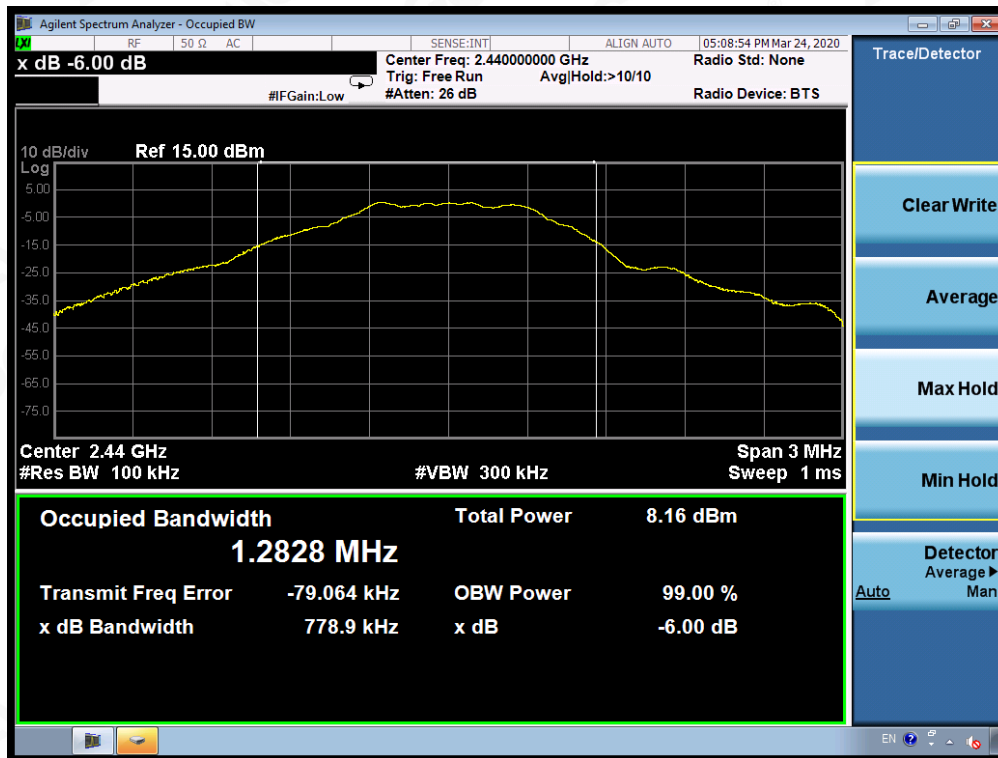 Agilent Spectrum Analyzer - Occupied BW
LXI RF 50 Ω AC SENSE:INT ALIGN AUTO 05:08:54 PM Mar 24, 2020
x dB -6.00 dB
Center Freq: 2.440000000 GHz Radio Std: None
Trig: Free Run Avg|Hold:>10/10
#IFGain:Low #Atten: 26 dB Radio Device: BTS
Trace/Detector
10 dB/div Ref 15.00 dBm
Log
5.00
-5.00
-15.0
-25.0
-35.0
-45.0
-55.0
-65.0
-75.0
Center 2.44 GHz Span 3 MHz
#Res BW 100 kHz #VBW 300 kHz Sweep 1 ms
Occupied Bandwidth Total Power 8.16 dBm
1.2828 MHz
Transmit Freq Error -79.064 kHz OBW Power 99.00 %
x dB Bandwidth 778.9 kHz x dB -6.00 dB
Clear Write
Average
Max Hold
Min Hold
Detector
Average
Auto Man
EN